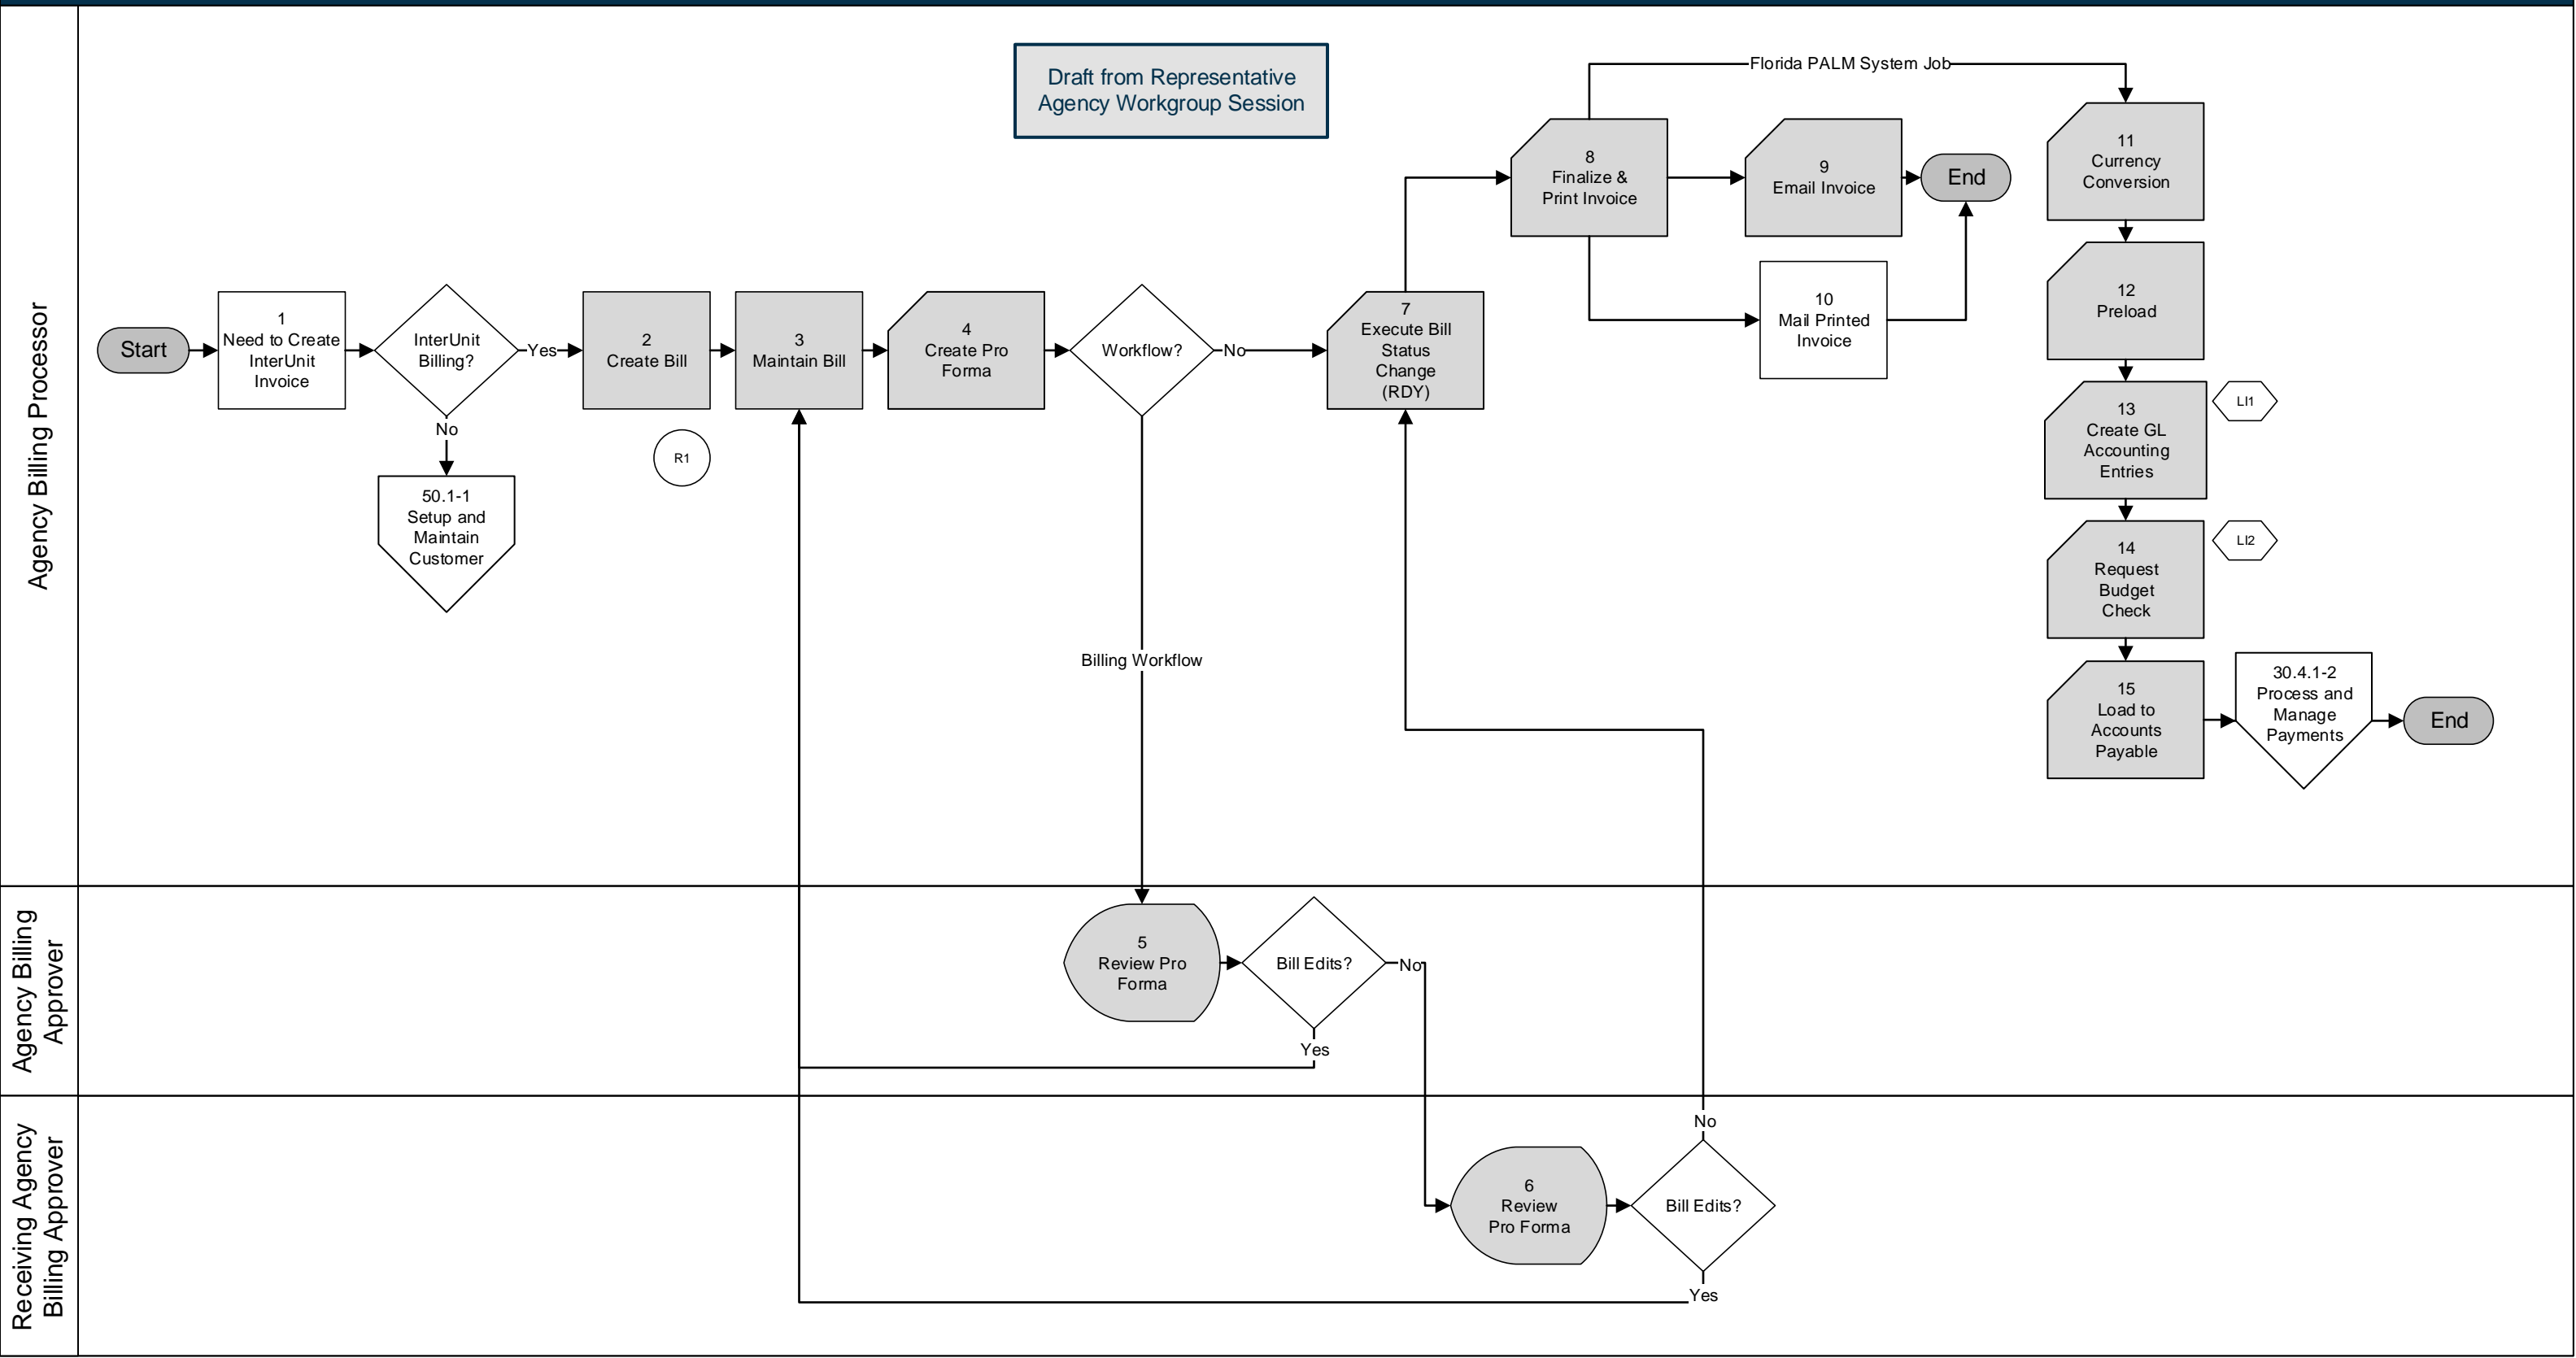 Draft from Representative
Agency Workgroup Session
Agency Billing Processor
Start
1
Need to Create
InterUnit
Invoice
InterUnit
Billing?
Yes
No
50.1-1
Setup and
Maintain
Customer
2
Create Bill
R1
3
Maintain Bill
4
Create Pro
Forma
Workflow?
No
Billing Workflow
7
Execute Bill
Status
Change
(RDY)
8
Finalize &
Print Invoice
Florida PALM System Job
9
Email Invoice
End
10
Mail Printed
Invoice
11
Currency
Conversion
12
Preload
13
Create GL
Accounting
Entries
LI1
14
Request
Budget
Check
LI2
15
Load to
Accounts
Payable
30.4.1-2
Process and
Manage
Payments
End
Agency Billing
Approver
5
Review Pro
Forma
Bill Edits?
No
Yes
Receiving Agency
Billing Approver
6
Review
Pro Forma
Bill Edits?
No
Yes